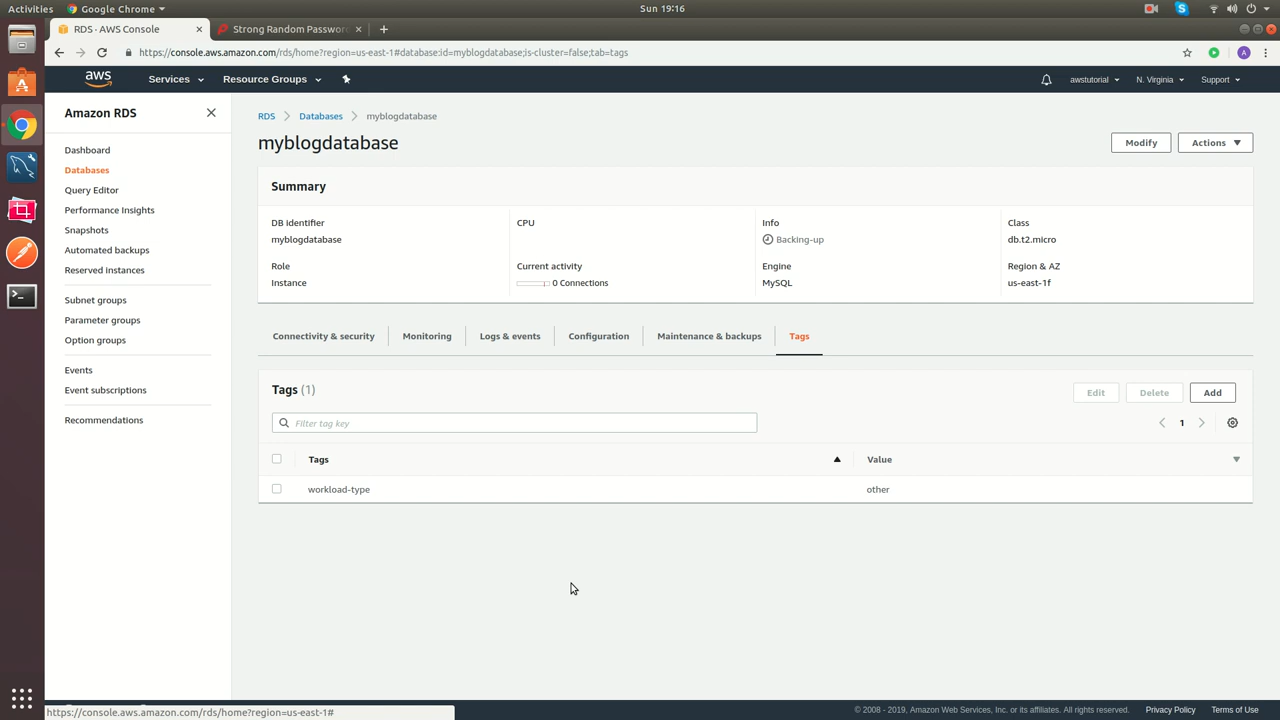 Activities Google Chrome Sun 19:16
RDS · AWS Console Strong Random Password
https://console.aws.amazon.com/rds/home?region=us-east-1#database:id=myblogdatabase;is-cluster=false;tab=tags A
aws Services Resource Groups awstutorial N. Virginia Support
Amazon RDS
Dashboard
Databases
Query Editor
Performance Insights
Snapshots
Automated backups
Reserved instances
Subnet groups
Parameter groups
Option groups
Events
Event subscriptions
Recommendations
RDS Databases myblogdatabase
myblogdatabase Modify Actions
Summary
DB identifier CPU Info Class
myblogdatabase Backing-up db.t2.micro
Role Current activity Engine Region & AZ
Instance 0 Connections MySQL us-east-1f
Connectivity & security Monitoring Logs & events Configuration Maintenance & backups Tags
Tags (1) Edit Delete Add
Filter tag key 1
Tags Value
workload-type other
https://console.aws.amazon.com/rds/home?region=us-east-1# © 2008 - 2019, Amazon Web Services, Inc. or its affiliates. All rights reserved. Privacy Policy Terms of Use